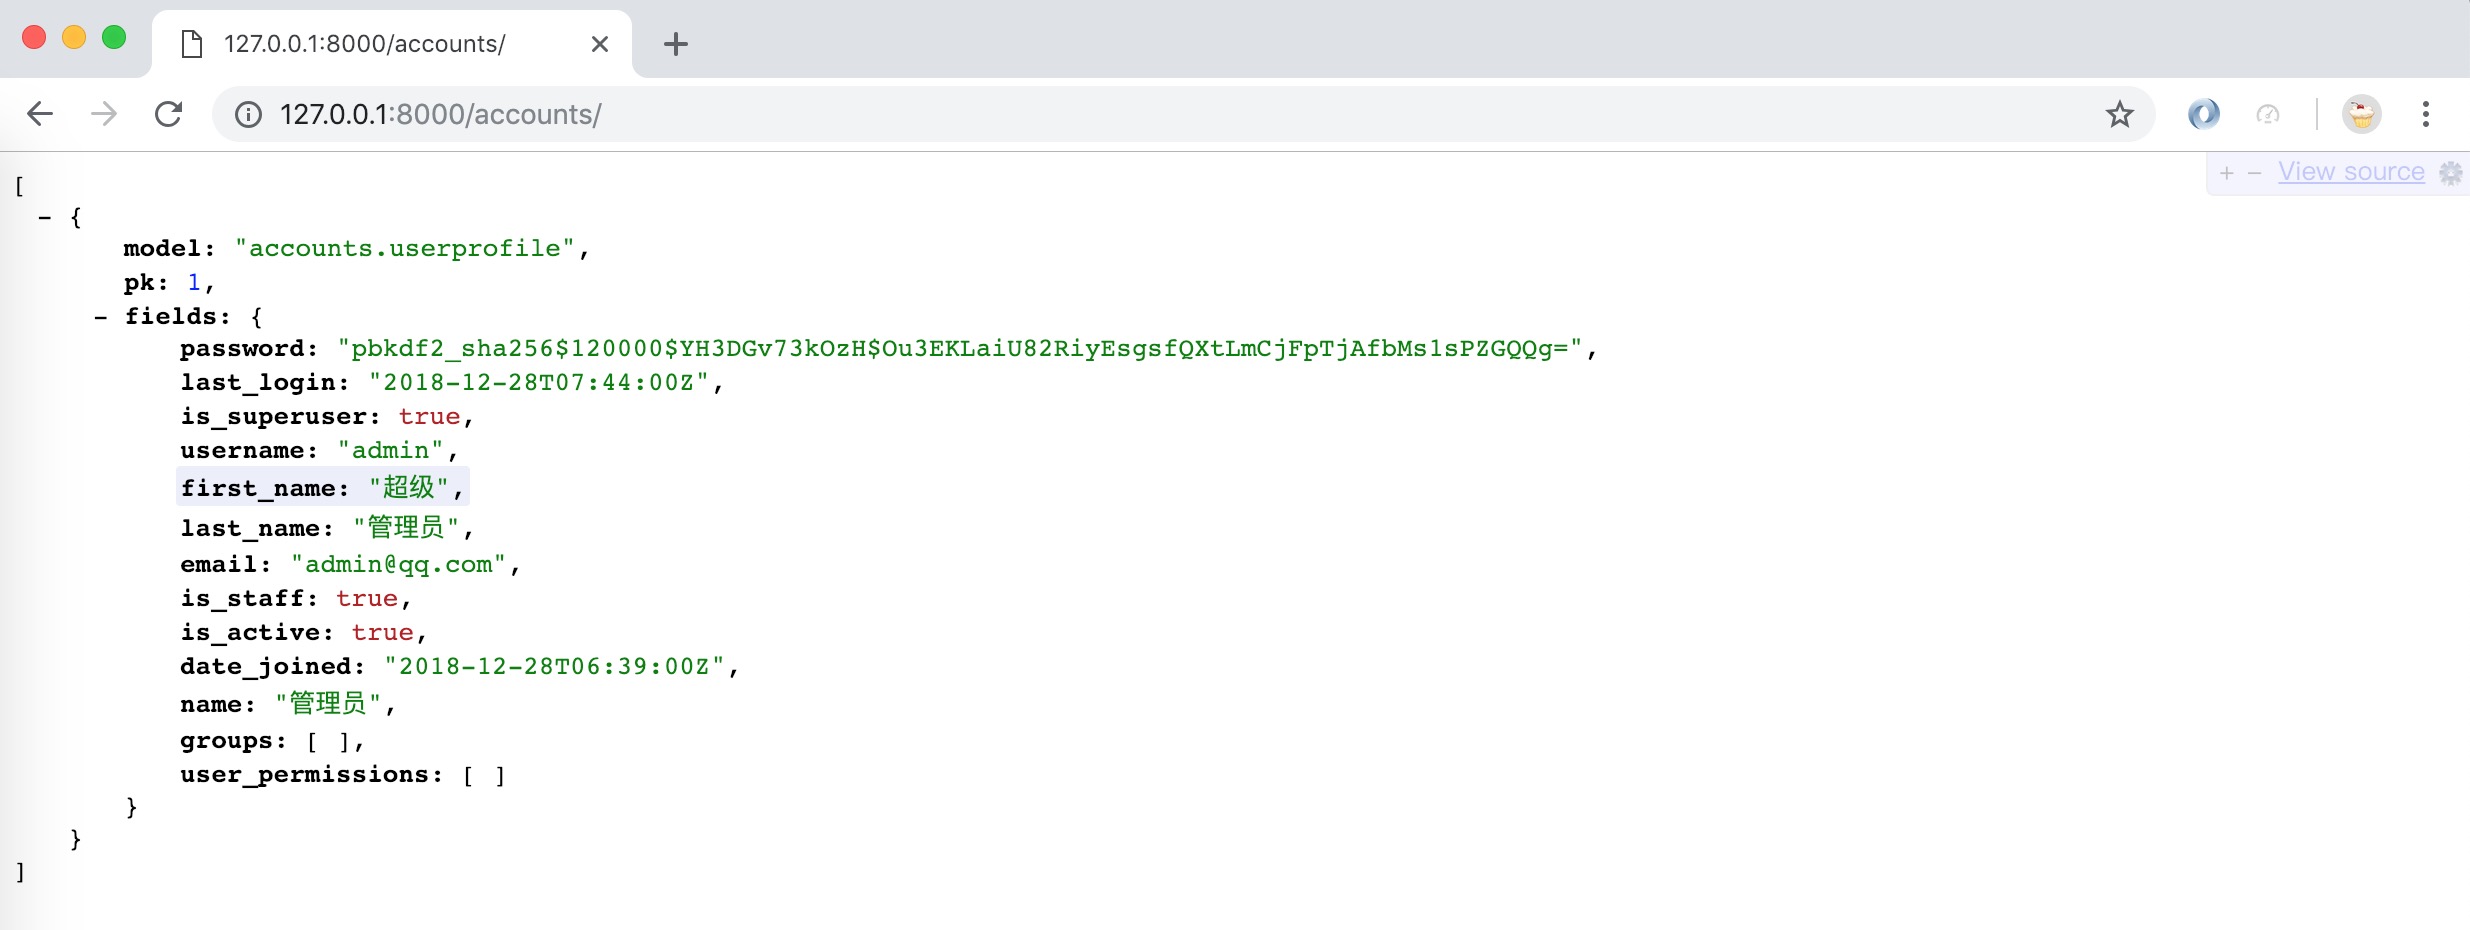 127.0.0.1:8000/accounts/
127.0.0.1:8000/accounts/
+ − View source
[
− {
model: "accounts.userprofile",
pk: 1,
− fields: {
password: "pbkdf2_sha256$120000$YH3DGv73kOzH$Ou3EKLaiU82RiyEsgsfQXtLmCjFpTjAfbMs1sPZGQQg=",
last_login: "2018-12-28T07:44:00Z",
is_superuser: true,
username: "admin",
first_name: "超级",
last_name: "管理员",
email: "admin@qq.com",
is_staff: true,
is_active: true,
date_joined: "2018-12-28T06:39:00Z",
name: "管理员",
groups: [ ],
user_permissions: [ ]
}
}
]